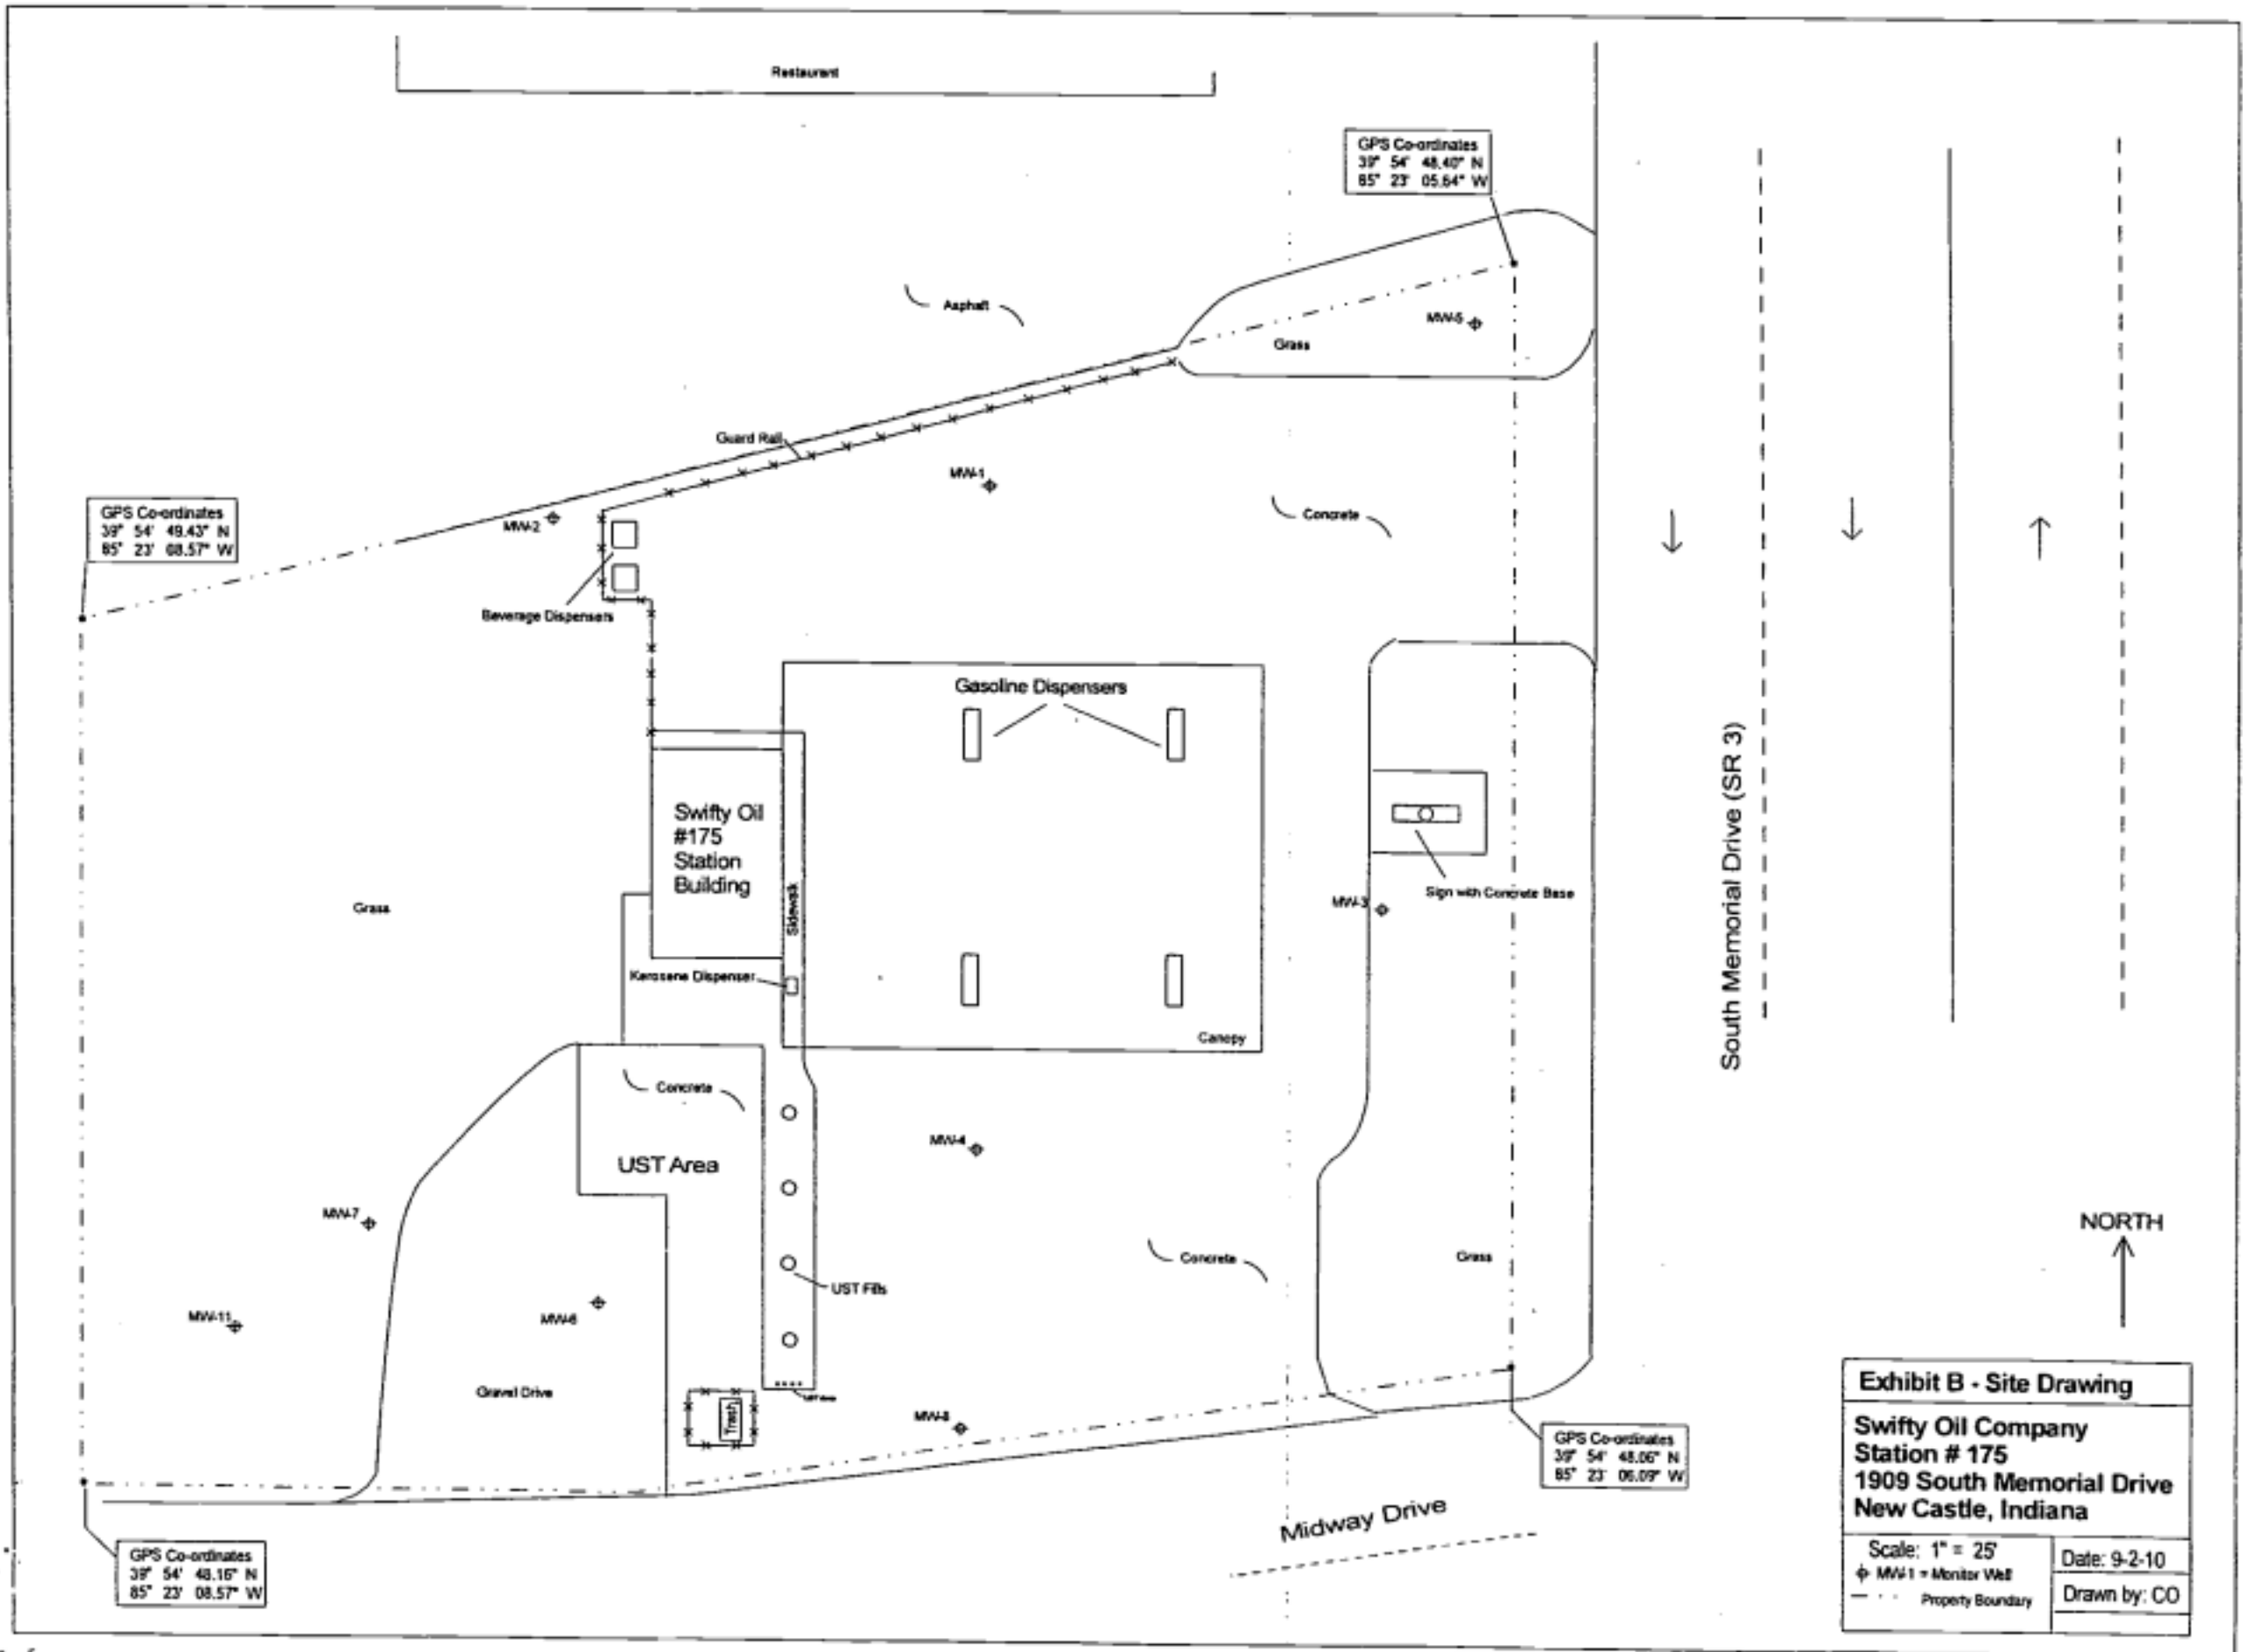 Restaurant
GPS Co-ordinates
39° 54' 48.40" N
85° 23' 05.64" W
Asphalt
MW-5
Grass
Guard Rail
MW-1
GPS Co-ordinates
39° 54' 49.43" N
85° 23' 08.57" W
MW-2
Concrete
Beverage Dispensers
Gasoline Dispensers
South Memorial Drive (SR 3)
Swifty Oil
#175
Station
Building
Sidewalk
Sign with Concrete Base
MW-3
Grass
Kerosene Dispenser
Canopy
Concrete
MW-4
UST Area
MW-7
NORTH
Concrete
Grass
UST Fills
MW-11
MW-6
Gravel Drive
Trash
MW-8
GPS Co-ordinates
39° 54' 48.06" N
85° 23' 06.09" W
Midway Drive
GPS Co-ordinates
39° 54' 48.16" N
85° 23' 08.57" W
Exhibit B - Site Drawing
Swifty Oil Company
Station # 175
1909 South Memorial Drive
New Castle, Indiana
Scale: 1" = 25'
MW-1 = Monitor Well
Property Boundary
Date: 9-2-10
Drawn by: CO